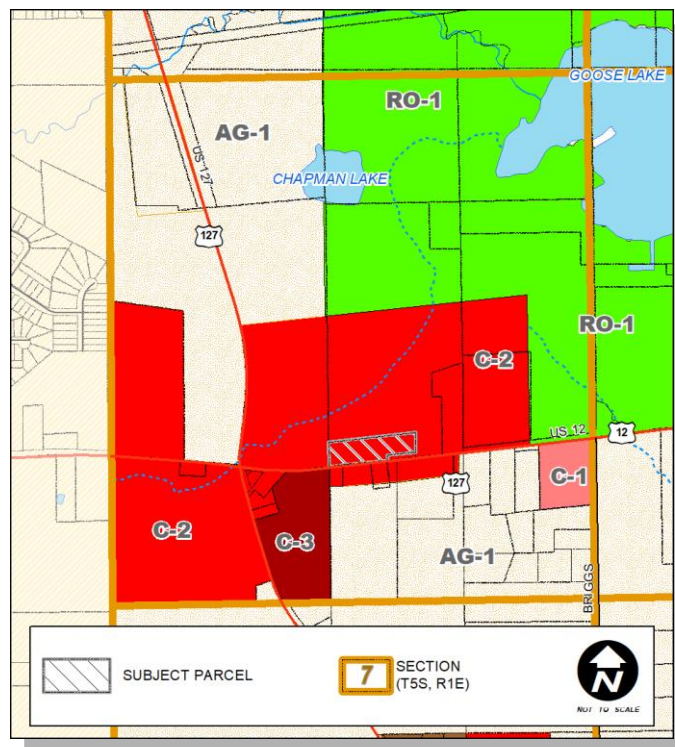 GOOSE LAKE
RO-1
AG-1
US 127
CHAPMAN LAKE
127
RO-1
C-2
US 12
12
127
C-1
C-2
C-3
AG-1
BRIGGS
SUBJECT PARCEL
7
SECTION
(T5S, R1E)
N
NOT TO SCALE